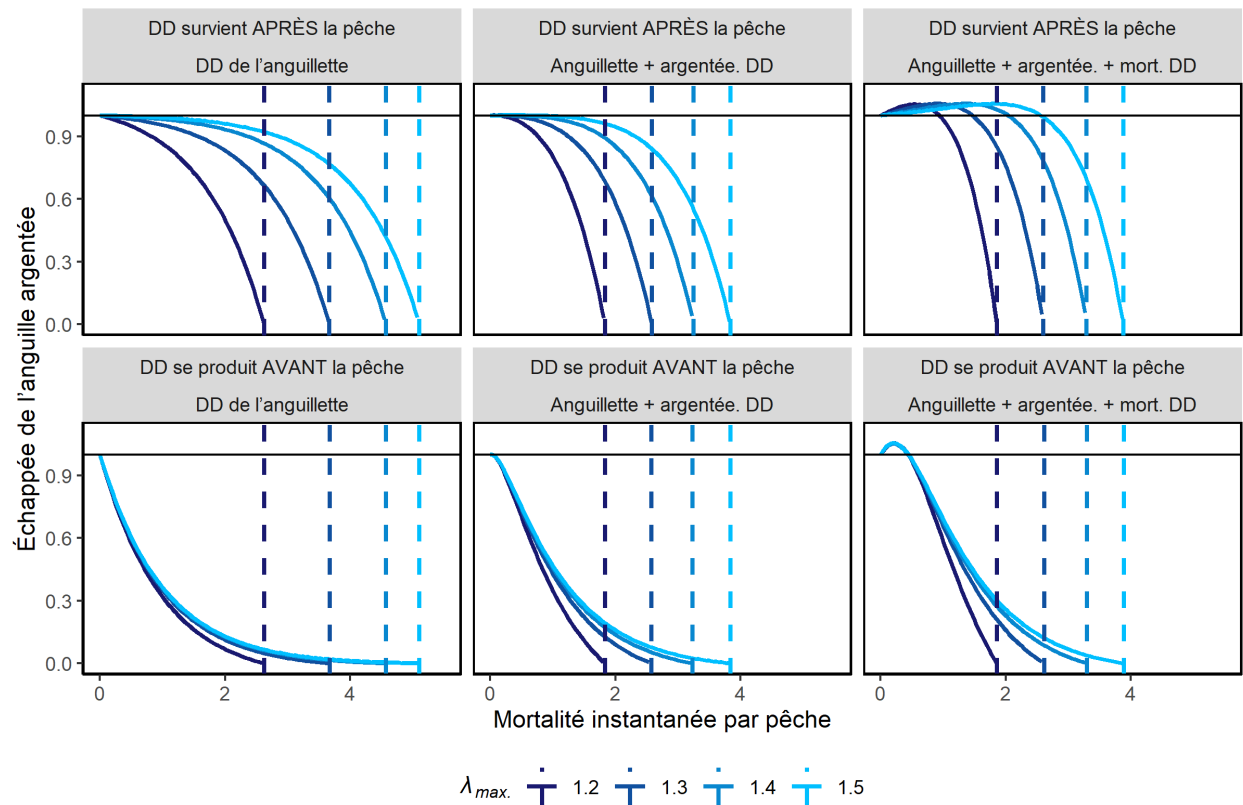 DD survient APRÈS la pêche
DD de l’anguillette
DD survient APRÈS la pêche
Anguillette + argentée. DD
DD survient APRÈS la pêche
Anguillette + argentée. + mort. DD
0.9
0.6
0.3
0.0
DD se produit AVANT la pêche
DD de l’anguillette
DD se produit AVANT la pêche
Anguillette + argentée. DD
DD se produit AVANT la pêche
Anguillette + argentée. + mort. DD
0.9
0.6
0.3
0.0
Échappée de l’anguille argentée
0 2 4
0 2 4
0 2 4
Mortalité instantanée par pêche
λmax. 1.2 1.3 1.4 1.5